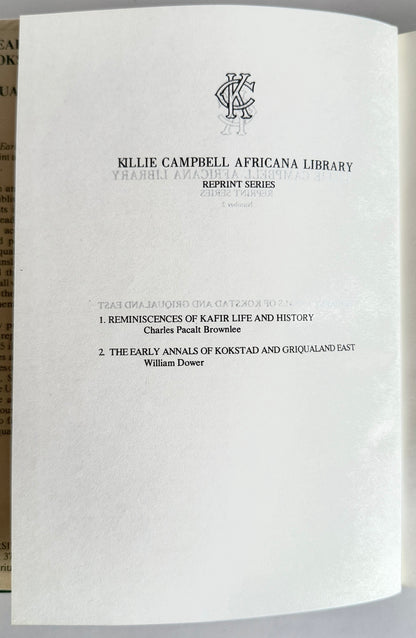 KILLIE CAMPBELL AFRICANA LIBRARY
REPRINT SERIES
1. REMINISCENCES OF KAFIR LIFE AND HISTORY
Charles Pacalt Brownlee
2. THE EARLY ANNALS OF KOKSTAD AND GRIQUALAND EAST
William Dower